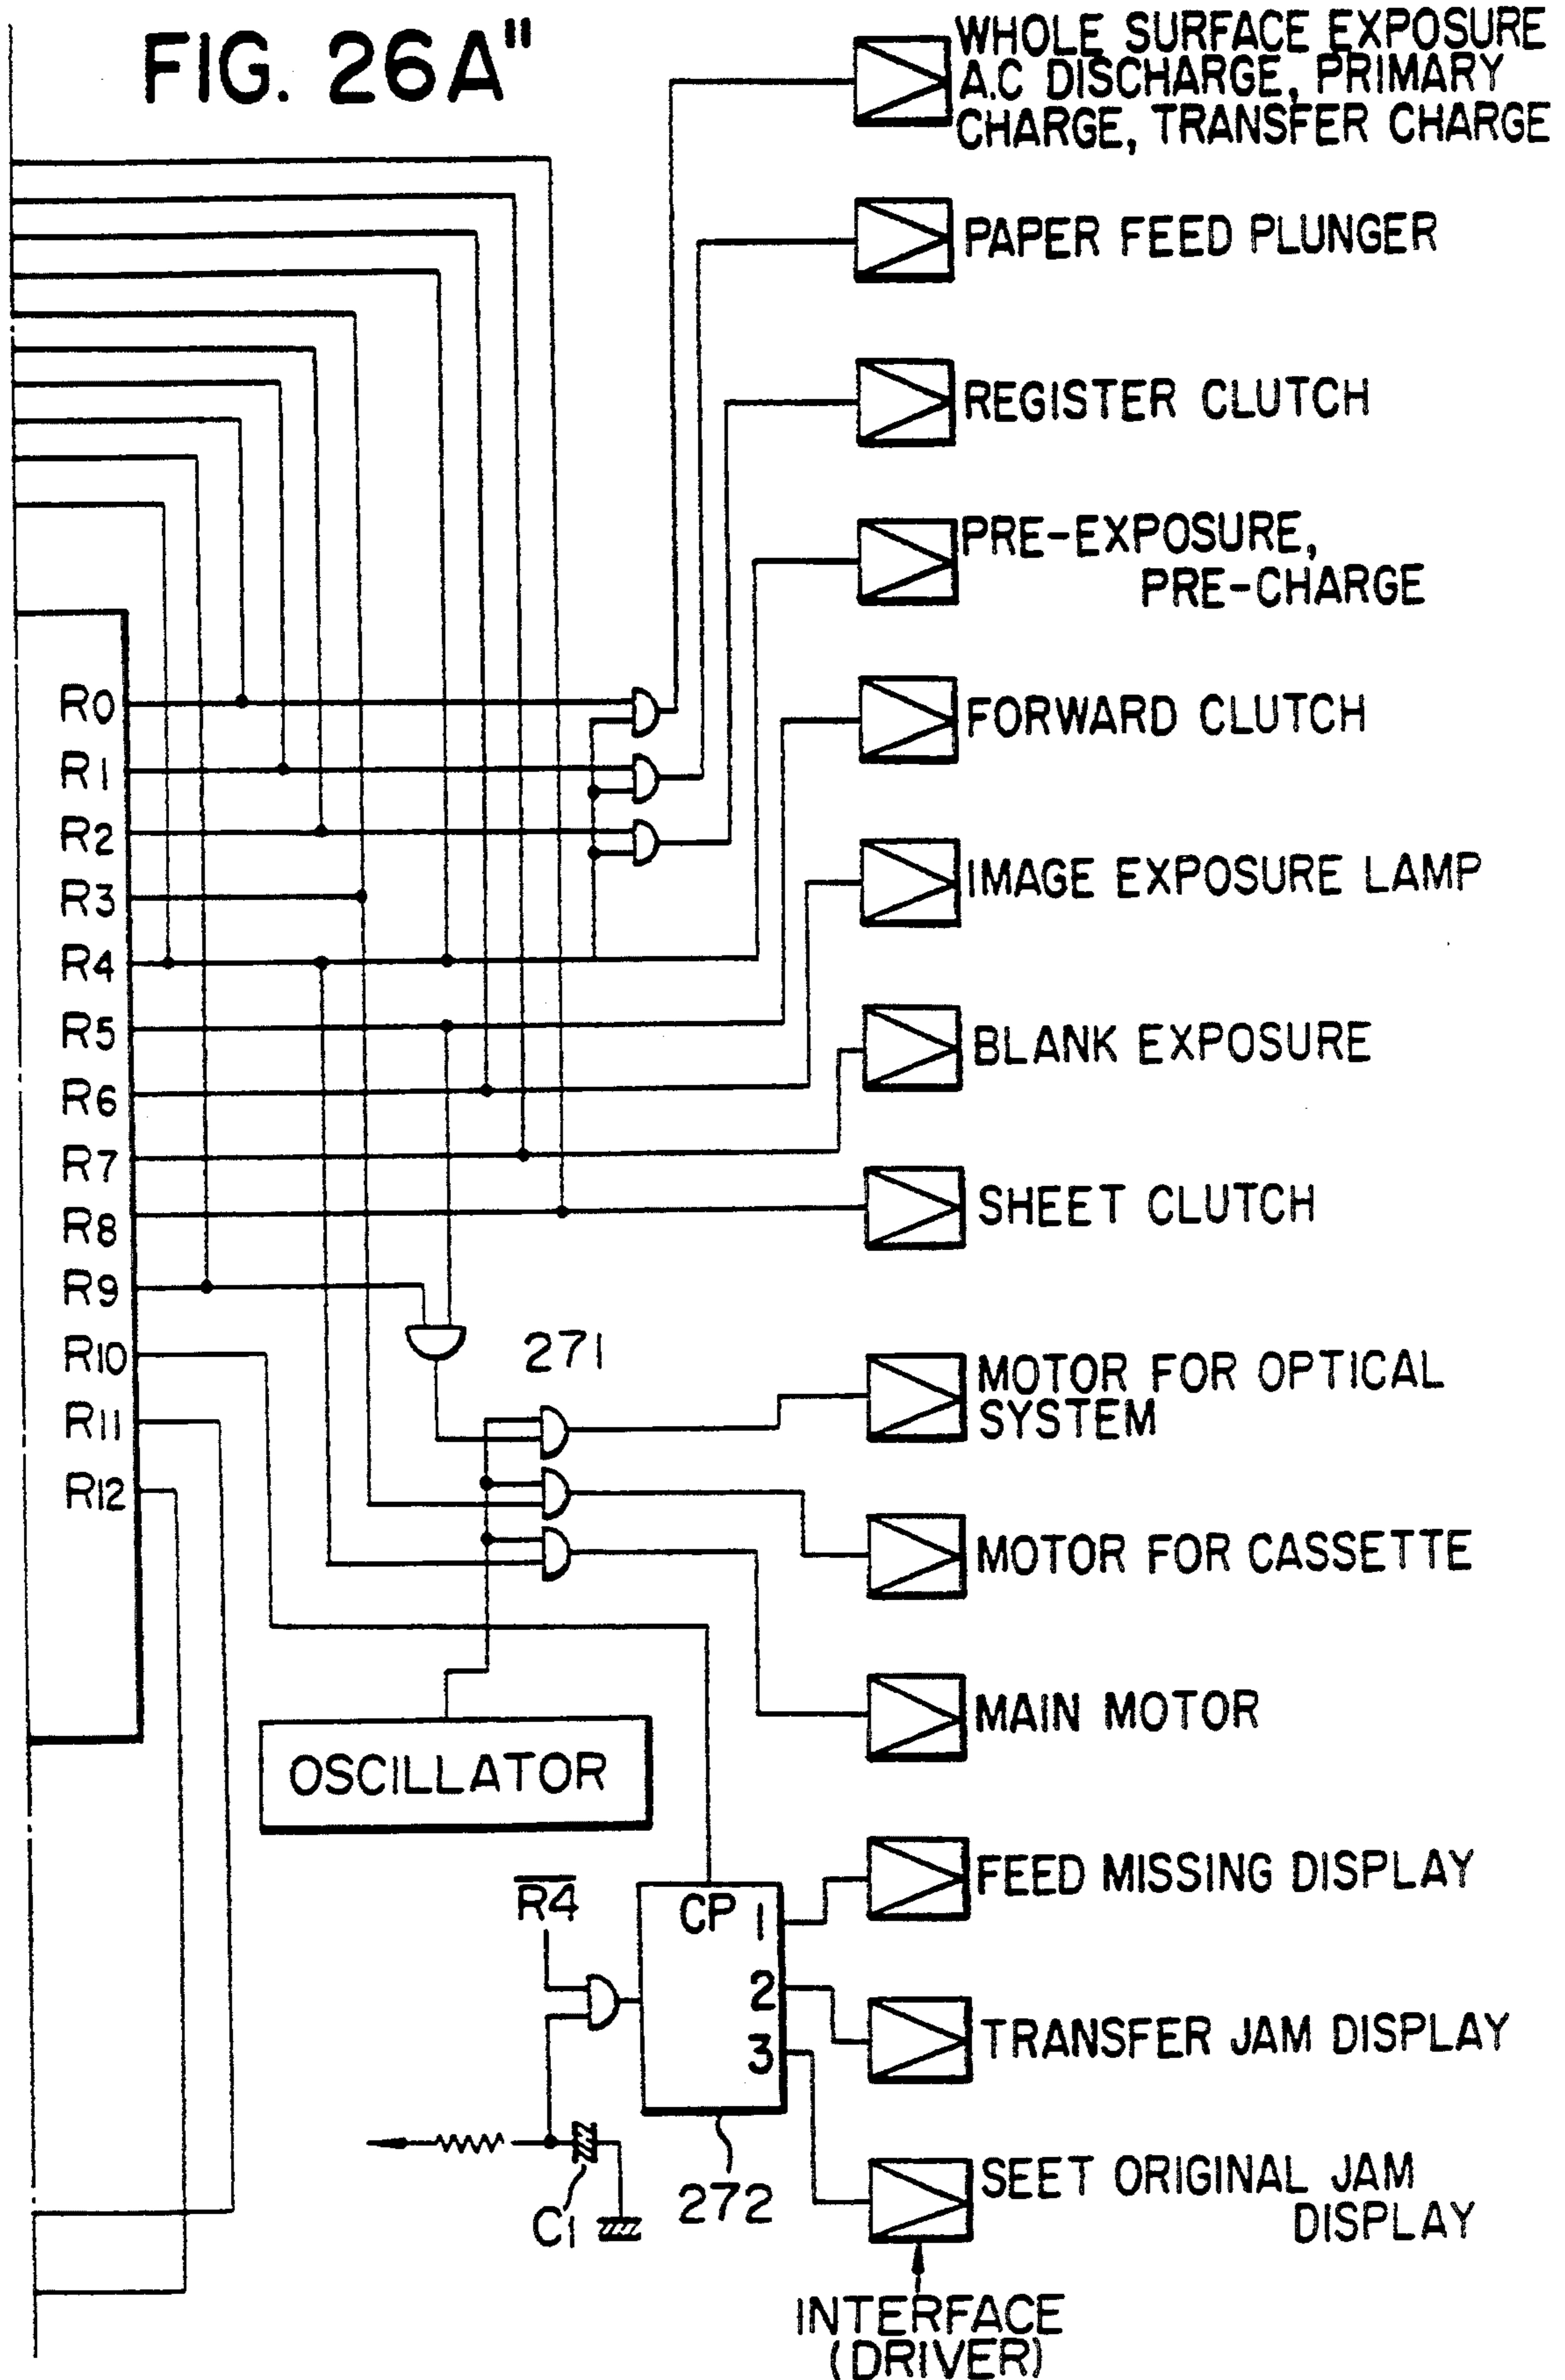 FIG. 26A"
WHOLE SURFACE EXPOSURE
A.C DISCHARGE, PRIMARY
CHARGE, TRANSFER CHARGE
PAPER FEED PLUNGER
REGISTER CLUTCH
PRE-EXPOSURE,
PRE-CHARGE
FORWARD CLUTCH
IMAGE EXPOSURE LAMP
BLANK EXPOSURE
SHEET CLUTCH
MOTOR FOR OPTICAL
SYSTEM
MOTOR FOR CASSETTE
MAIN MOTOR
FEED MISSING DISPLAY
TRANSFER JAM DISPLAY
SEET ORIGINAL JAM
DISPLAY
INTERFACE
(DRIVER)
R0
R1
R2
R3
R4
R5
R6
R7
R8
R9
R10
R11
R12
271
OSCILLATOR
R̅4̅
CP 1
2
3
C1
272